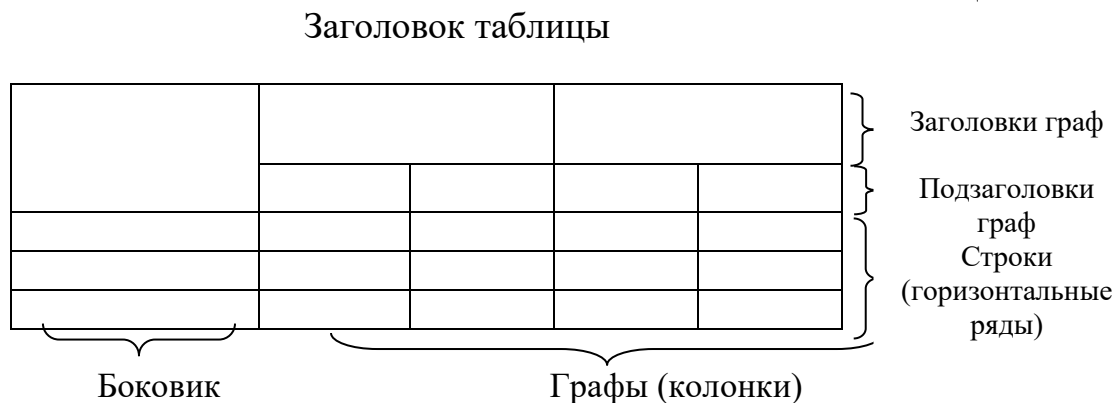 Заголовок таблицы
Заголовки граф
Подзаголовки
граф
Строки
(горизонтальные
ряды)
Боковик
Графы (колонки)